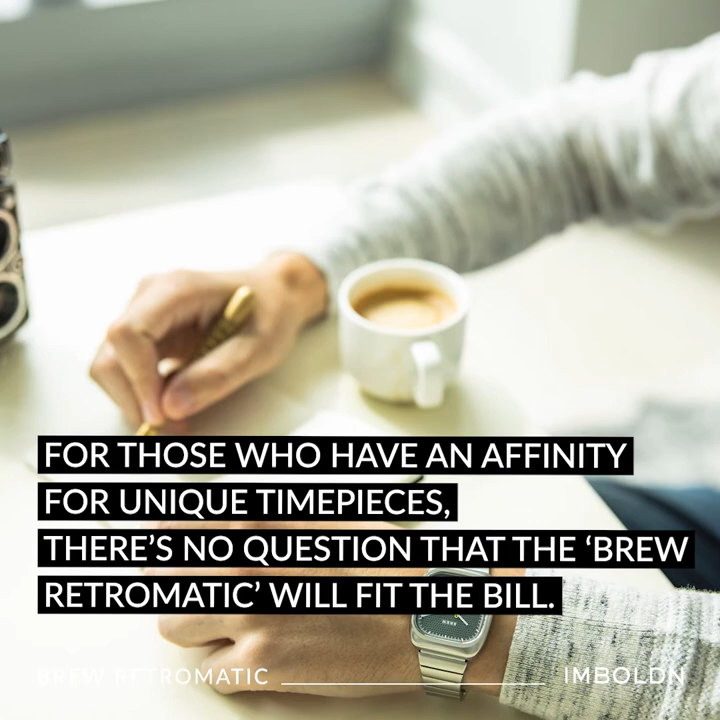 FOR THOSE WHO HAVE AN AFFINITY
FOR UNIQUE TIMEPIECES,
THERE’S NO QUESTION THAT THE ‘BREW
RETROMATIC’ WILL FIT THE BILL.
BREW
BREW RETROMATIC
IMBOLDN